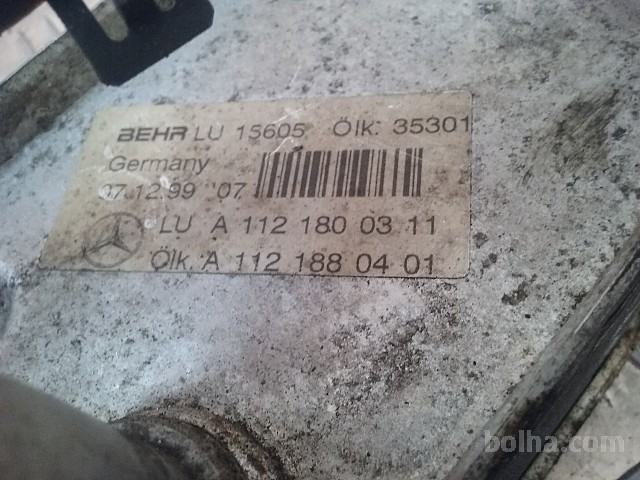 BEHR LU 15605 Ölk: 35301
Germany
07.12.99 '07
LU A 112 180 03 11
Ölk. A 112 188 04 01
bolha.com